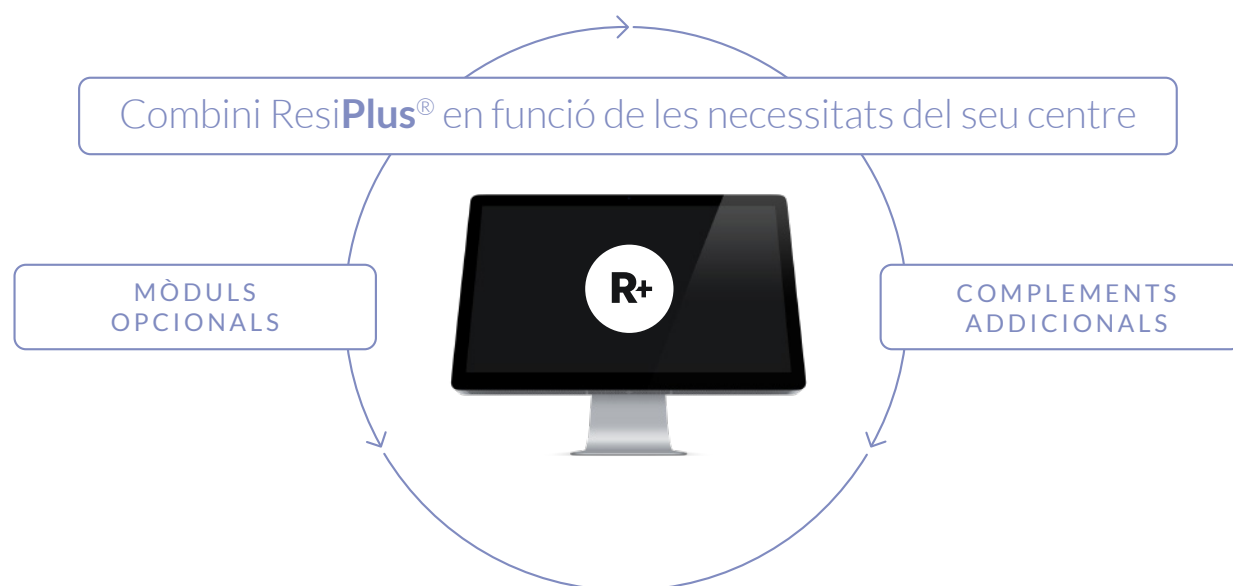 Combini ResiPlus® en funció de les necessitats del seu centre
R+
MÒDULS
OPCIONALS
COMPLEMENTS
ADDICIONALS